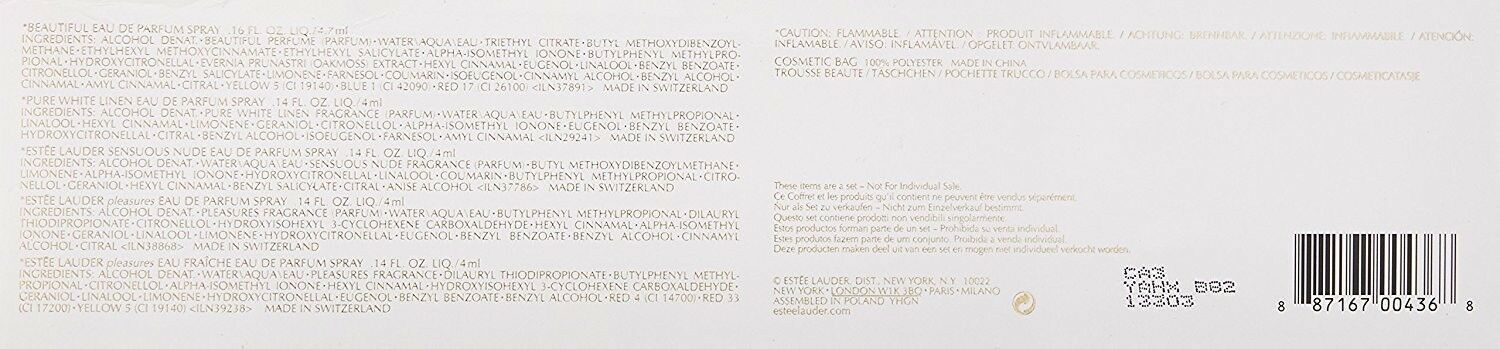 *BEAUTIFUL EAU DE PARFUM SPRAY .16 FL. OZ. LIQ./4.7ml
INGREDIENTS: ALCOHOL DENAT.•BEAUTIFUL PERFUME (PARFUM)•WATER\AQUA\EAU•TRIETHYL CITRATE•BUTYL METHOXYDIBENZOYL-
METHANE•ETHYLHEXYL METHOXYCINNAMATE•ETHYLHEXYL SALICYLATE•ALPHA-ISOMETHYL IONONE•BUTYLPHENYL METHYLPRO-
PIONAL•HYDROXYCITRONELLAL•EVERNIA PRUNASTRI (OAKMOSS) EXTRACT•HEXYL CINNAMAL•EUGENOL•LINALOOL•BENZYL BENZOATE•
CITRONELLOL•GERANIOL•BENZYL SALICYLATE•LIMONENE•FARNESOL•COUMARIN•ISOEUGENOL•CINNAMYL ALCOHOL•BENZYL ALCOHOL•
CINNAMAL•AMYL CINNAMAL•CITRAL•YELLOW 5 (CI 19140)•BLUE 1 (CI 42090)•RED 17 (CI 26100) <ILN37891> MADE IN SWITZERLAND
*PURE WHITE LINEN EAU DE PARFUM SPRAY .14 FL. OZ. LIQ./4ml
INGREDIENTS: ALCOHOL DENAT.•PURE WHITE LINEN FRAGRANCE (PARFUM)•WATER\AQUA\EAU•BUTYLPHENYL METHYLPROPIONAL•
LINALOOL•HEXYL CINNAMAL•LIMONENE•GERANIOL•CITRONELLOL•ALPHA-ISOMETHYL IONONE•EUGENOL•BENZYL BENZOATE•
HYDROXYCITRONELLAL•CITRAL•BENZYL ALCOHOL•ISOEUGENOL•FARNESOL•AMYL CINNAMAL <ILN29241> MADE IN SWITZERLAND
*ESTÉE LAUDER SENSUOUS NUDE EAU DE PARFUM SPRAY .14 FL. OZ. LIQ./4ml
INGREDIENTS: ALCOHOL DENAT.•WATER\AQUA\EAU•SENSUOUS NUDE FRAGRANCE (PARFUM)•BUTYL METHOXYDIBENZOYLMETHANE•
LIMONENE•ALPHA-ISOMETHYL IONONE•HYDROXYCITRONELLAL•LINALOOL•COUMARIN•BUTYLPHENYL METHYLPROPIONAL•CITRO-
NELLOL•GERANIOL•HEXYL CINNAMAL•BENZYL SALICYLATE•CITRAL•ANISE ALCOHOL <ILN37786> MADE IN SWITZERLAND
*ESTÉE LAUDER pleasures EAU DE PARFUM SPRAY .14 FL. OZ. LIQ./4ml
INGREDIENTS: ALCOHOL DENAT.•PLEASURES FRAGRANCE (PARFUM)•WATER\AQUA\EAU•BUTYLPHENYL METHYLPROPIONAL•DILAURYL
THIODIPROPIONATE•CITRONELLOL•HYDROXYISOHEXYL 3-CYCLOHEXENE CARBOXALDEHYDE•HEXYL CINNAMAL•ALPHA-ISOMETHYL
IONONE•GERANIOL•LINALOOL•LIMONENE•HYDROXYCITRONELLAL•EUGENOL•BENZYL BENZOATE•BENZYL ALCOHOL•CINNAMYL
ALCOHOL•CITRAL <ILN38868> MADE IN SWITZERLAND
*ESTÉE LAUDER pleasures EAU FRAÎCHE EAU DE PARFUM SPRAY .14 FL. OZ. LIQ./4ml
INGREDIENTS: ALCOHOL DENAT.•WATER\AQUA\EAU•PLEASURES FRAGRANCE (PARFUM)•DILAURYL THIODIPROPIONATE•BUTYLPHENYL METHYL-
PROPIONAL•CITRONELLOL•ALPHA-ISOMETHYL IONONE•HEXYL CINNAMAL•HYDROXYISOHEXYL 3-CYCLOHEXENE CARBOXALDEHYDE•
GERANIOL•LINALOOL•LIMONENE•HYDROXYCITRONELLAL•EUGENOL•BENZYL BENZOATE•BENZYL ALCOHOL•RED 4 (CI 14700)•RED 33
(CI 17200)•YELLOW 5 (CI 19140) <ILN39238> MADE IN SWITZERLAND
*CAUTION: FLAMMABLE. / ATTENTION : PRODUIT INFLAMMABLE. / ACHTUNG: BRENNBAR. / ATTENZIONE: INFIAMMABILE. / ATENCIÓN:
INFLAMABLE. / AVISO: INFLAMÁVEL. / OPGELET: ONTVLAMBAAR.
COSMETIC BAG 100% POLYESTER MADE IN CHINA
TROUSSE BEAUTÉ / TÄSCHCHEN / POCHETTE TRUCCO / BOLSA PARA COSMÉTICOS / BOLSA PARA COSMÉTICOS / COSMETICATASJE
These items are a set – Not For Individual Sale.
Ce Coffret et les produits qu'il contient ne peuvent être vendus séparément.
Nur als Set zu verkaufen – Nicht zum Einzelverkauf bestimmt.
Questo set contiene prodotti non vendibili singolarmente.
Estos productos forman parte de un set – Prohibida su venta individual.
Estes produtos fazem parte de um conjunto. Proibida a venda individual.
Deze producten maken deel uit van een set en mogen niet individueel verkocht worden.
© ESTÉE LAUDER, DIST., NEW YORK, N.Y. 10022
NEW YORK • LONDON W1K 3BQ • PARIS • MILANO
ASSEMBLED IN POLAND YHGN
esteelauder.com
CA3
YAHX B82
13303
8 87167 00436 8